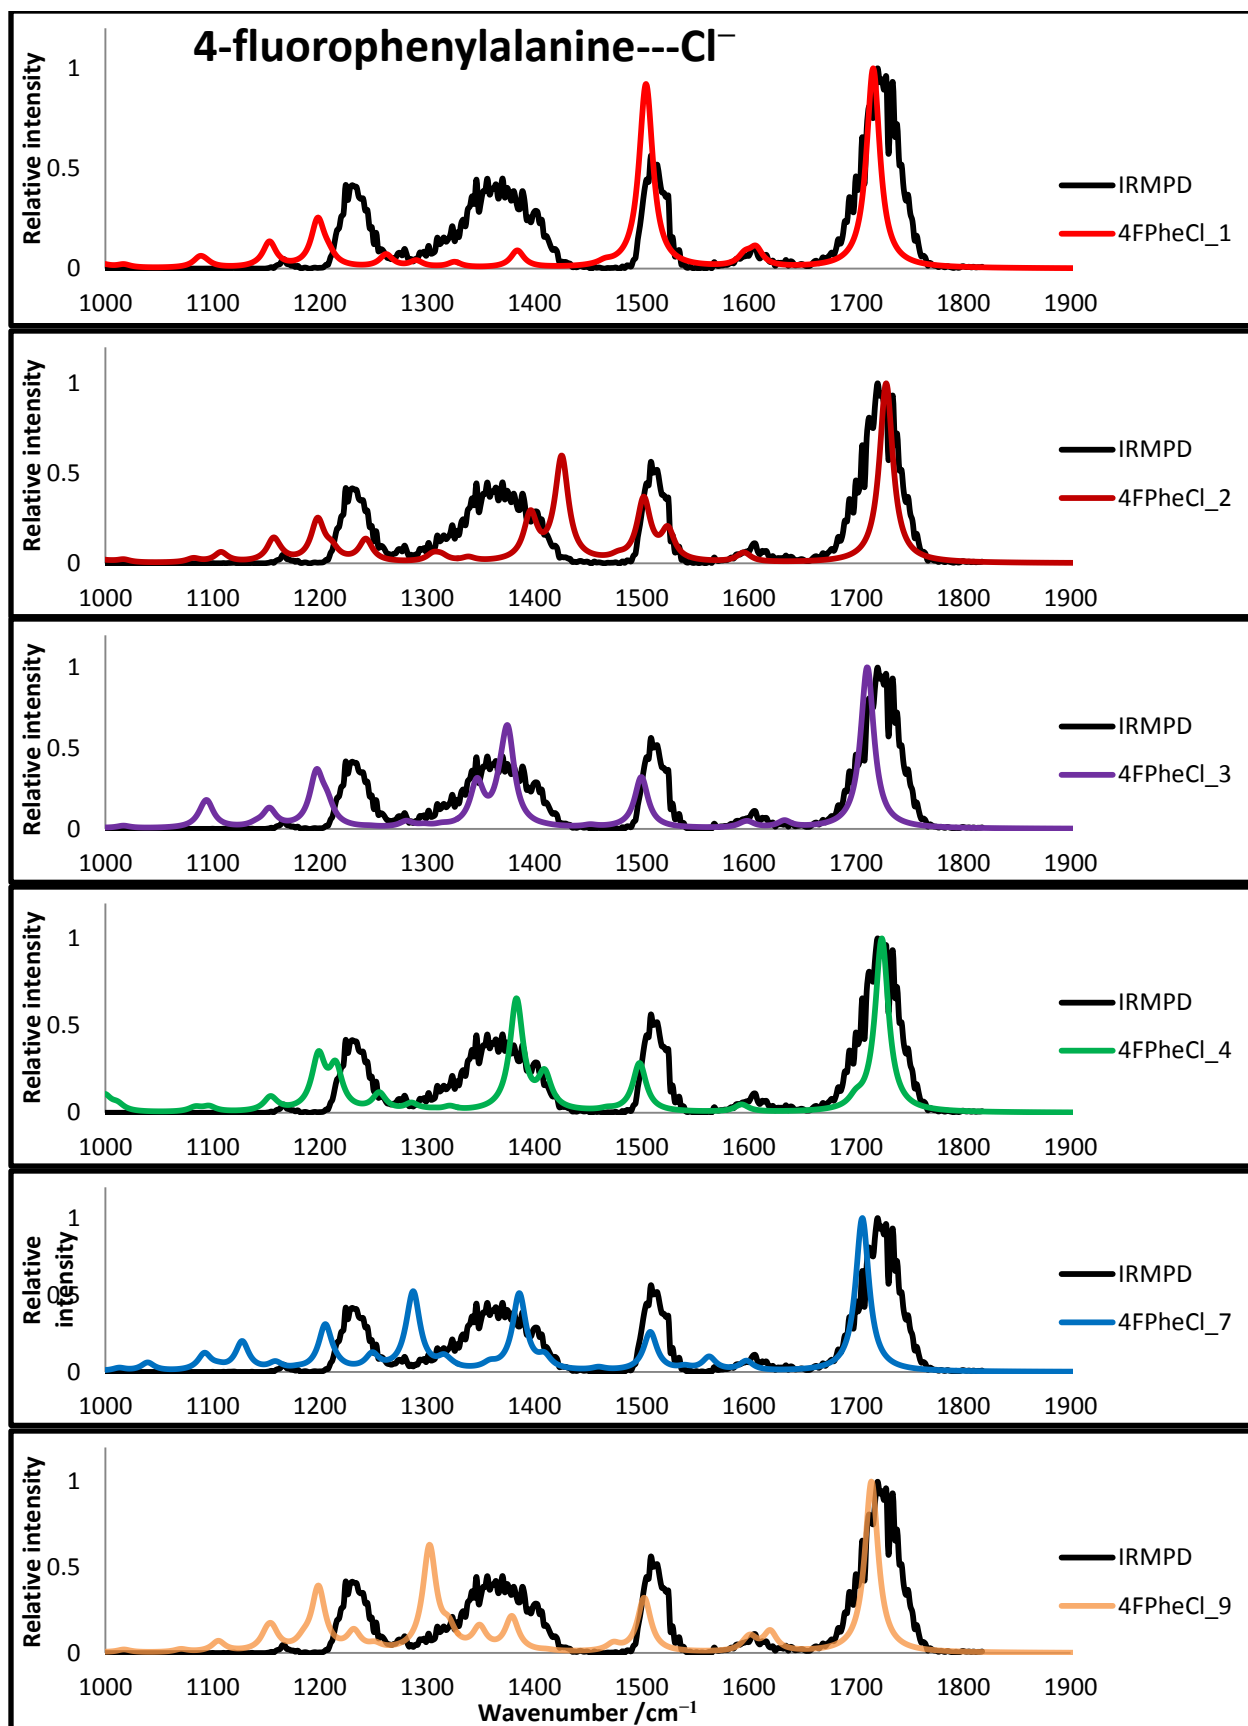 4-fluorophenylalanine---Cl⁻
Relative intensity
1
0.5
0
IRMPD
4FPheCl_1
1000 1100 1200 1300 1400 1500 1600 1700 1800 1900
Relative intensity
1
0.5
0
IRMPD
4FPheCl_2
1000 1100 1200 1300 1400 1500 1600 1700 1800 1900
Relative intensity
1
0.5
0
IRMPD
4FPheCl_3
1000 1100 1200 1300 1400 1500 1600 1700 1800 1900
Relative intensity
1
0.5
0
IRMPD
4FPheCl_4
1000 1100 1200 1300 1400 1500 1600 1700 1800 1900
Relative
intensity
1
0.5
0
IRMPD
4FPheCl_7
1000 1100 1200 1300 1400 1500 1600 1700 1800 1900
Relative intensity
1
0.5
0
IRMPD
4FPheCl_9
1000 1100 1200 1300 1400 1500 1600 1700 1800 1900
Wavenumber /cm⁻¹